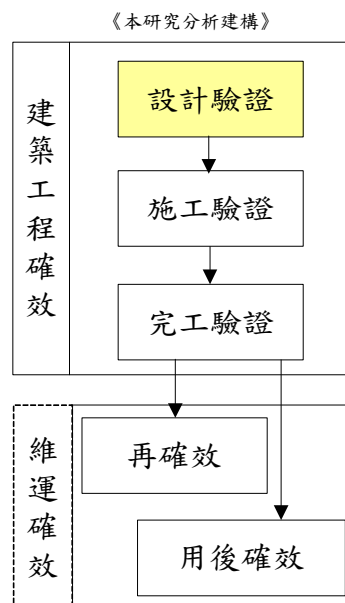 《本研究分析建構》
建築工程確效
設計驗證
施工驗證
完工驗證
維運確效
再確效
用後確效